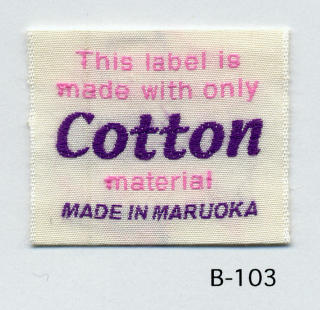 This label is
made with only
Cotton
material
MADE IN MARUOKA
B-103